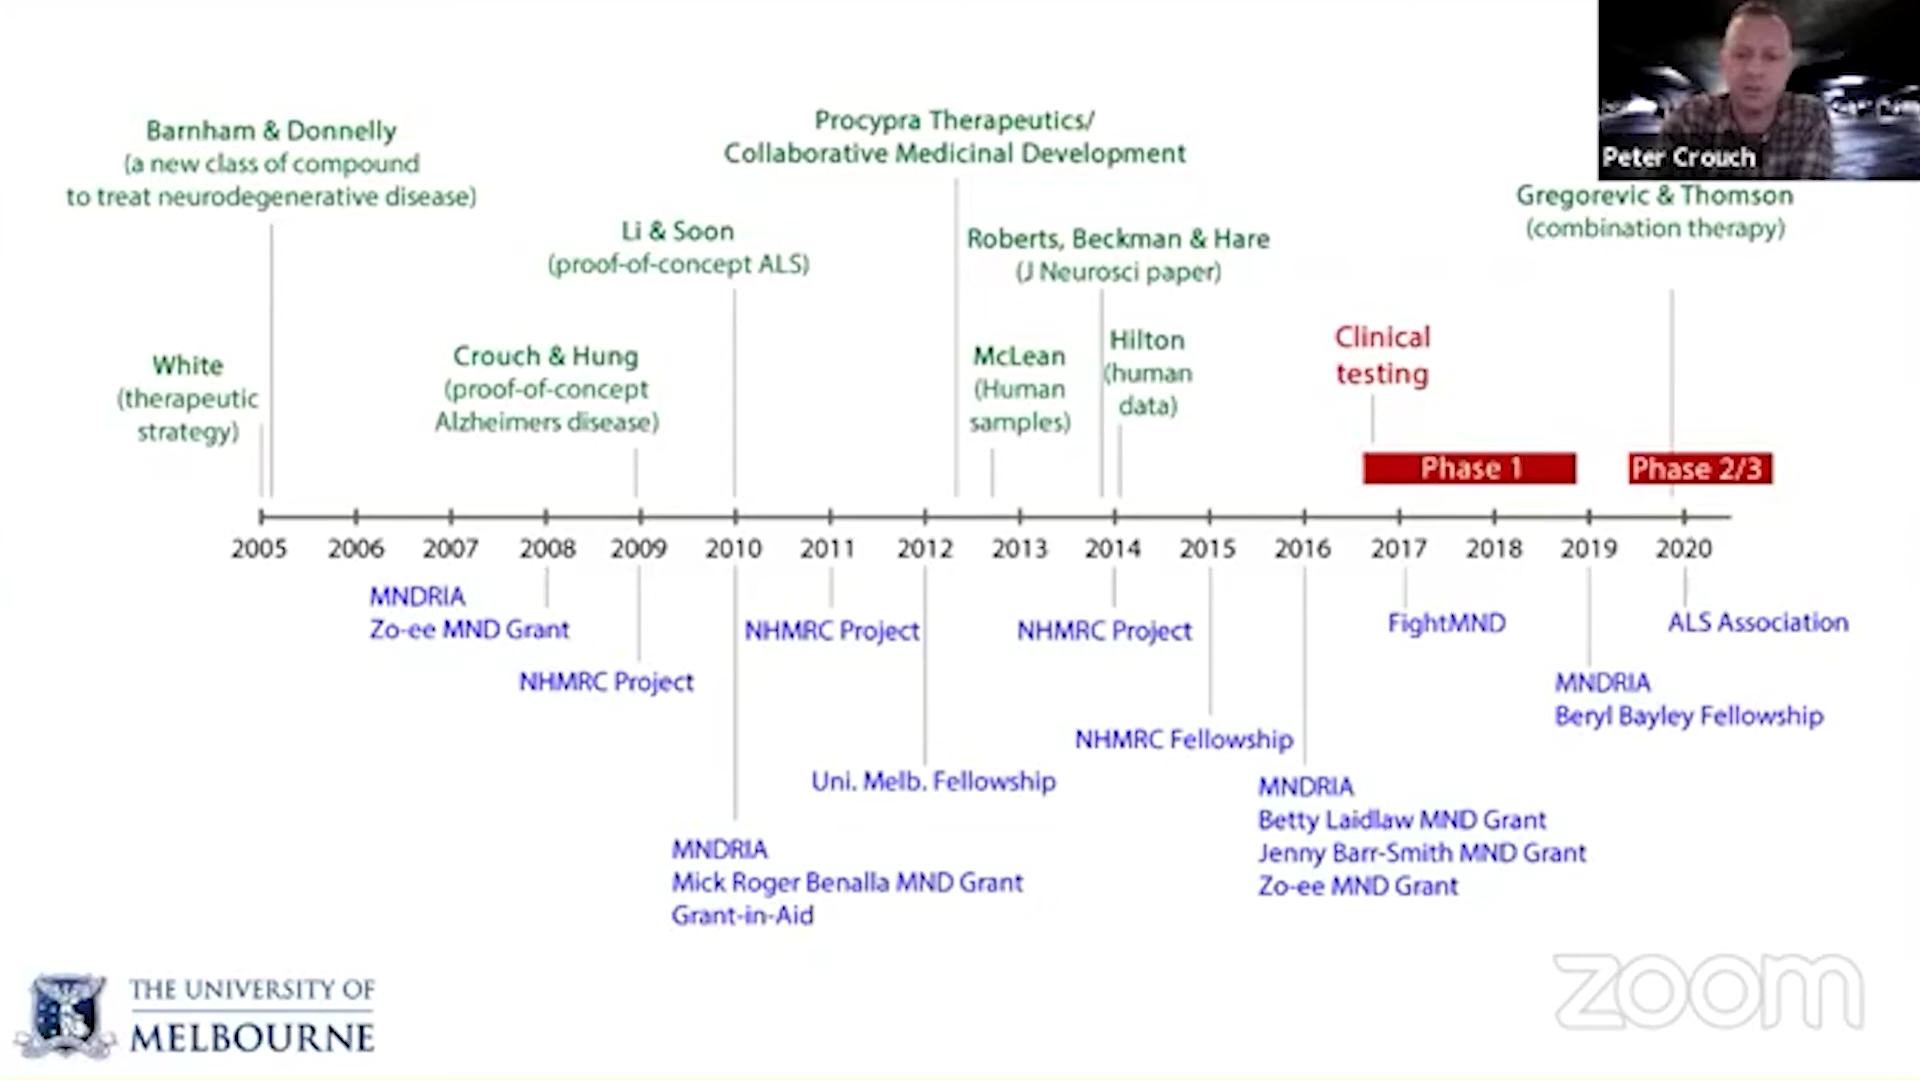 Peter Crouch
Barnham & Donnelly
(a new class of compound
to treat neurodegenerative disease)
Procypra Therapeutics/
Collaborative Medicinal Development
Gregorevic & Thomson
(combination therapy)
Li & Soon
(proof-of-concept ALS)
Roberts, Beckman & Hare
(J Neurosci paper)
White
(therapeutic
strategy)
Crouch & Hung
(proof-of-concept
Alzheimers disease)
McLean
(Human
samples)
Hilton
(human
data)
Clinical
testing
Phase 1
Phase 2/3
2005 2006 2007 2008 2009 2010 2011 2012 2013 2014 2015 2016 2017 2018 2019 2020
MNDRIA
Zo-ee MND Grant
NHMRC Project
NHMRC Project
NHMRC Project
FightMND
ALS Association
MNDRIA
Beryl Bayley Fellowship
NHMRC Fellowship
Uni. Melb. Fellowship
MNDRIA
Betty Laidlaw MND Grant
Jenny Barr-Smith MND Grant
Zo-ee MND Grant
MNDRIA
Mick Roger Benalla MND Grant
Grant-in-Aid
THE UNIVERSITY OF
MELBOURNE
zoom